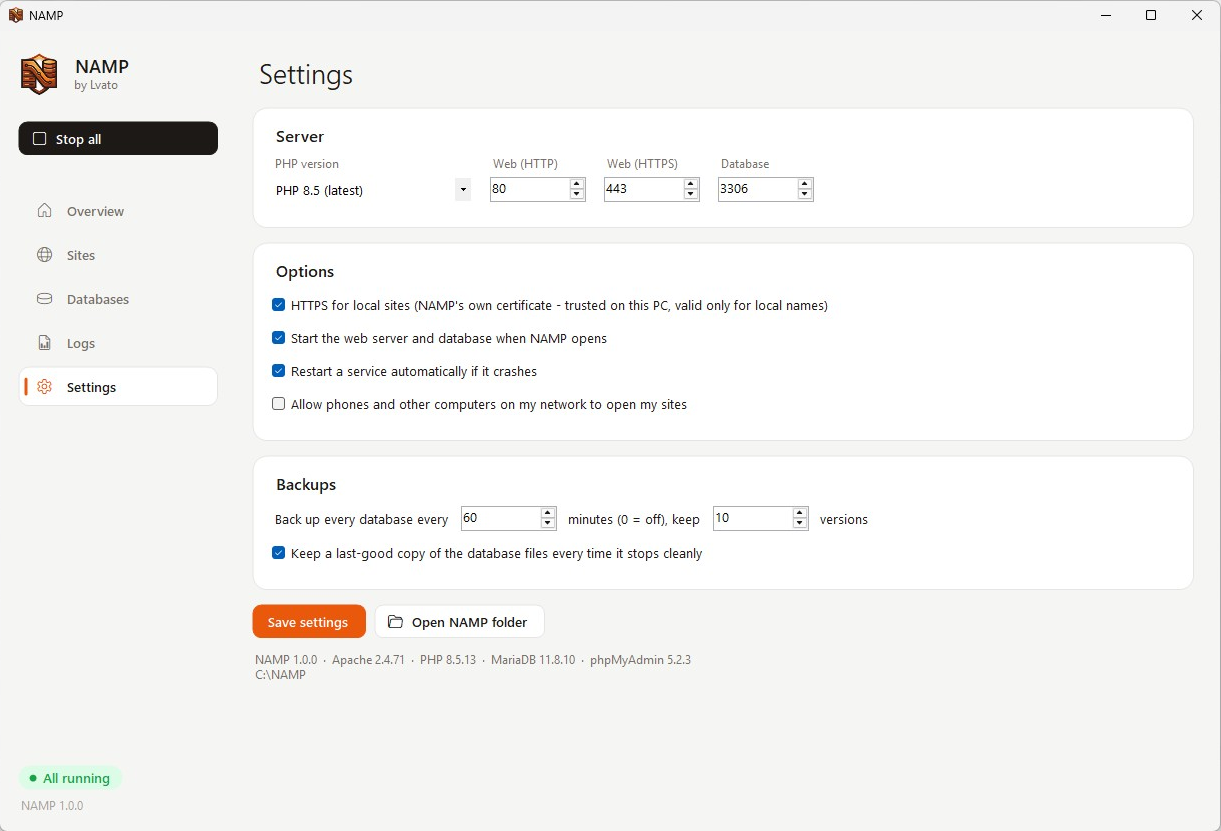 NAMP
NAMP
by Lvato
Stop all
Overview
Sites
Databases
Logs
Settings
All running
NAMP 1.0.0
Settings
Server
PHP version Web (HTTP) Web (HTTPS) Database
PHP 8.5 (latest) 80 443 3306
Options
HTTPS for local sites (NAMP's own certificate - trusted on this PC, valid only for local names)
Start the web server and database when NAMP opens
Restart a service automatically if it crashes
Allow phones and other computers on my network to open my sites
Backups
Back up every database every 60 minutes (0 = off), keep 10 versions
Keep a last-good copy of the database files every time it stops cleanly
Save settings Open NAMP folder
NAMP 1.0.0 · Apache 2.4.71 · PHP 8.5.13 · MariaDB 11.8.10 · phpMyAdmin 5.2.3
C:\NAMP